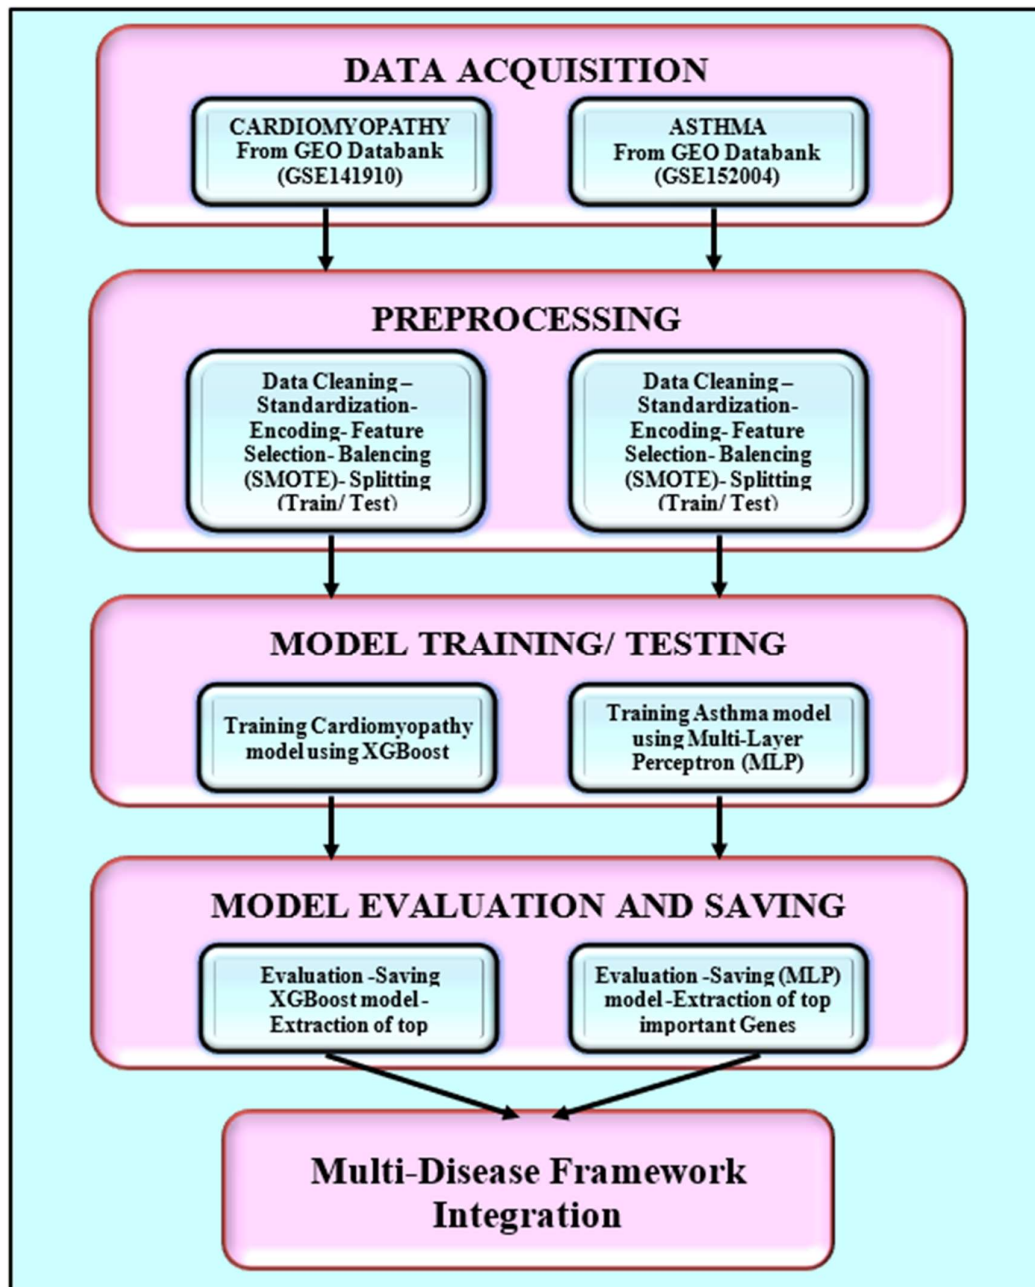 DATA ACQUISITION
CARDIOMYOPATHY
From GEO Databank
(GSE141910)
ASTHMA
From GEO Databank
(GSE152004)
PREPROCESSING
Data Cleaning –
Standardization-
Encoding- Feature
Selection- Balencing
(SMOTE)- Splitting
(Train/ Test)
Data Cleaning –
Standardization-
Encoding- Feature
Selection- Balencing
(SMOTE)- Splitting
(Train/ Test)
MODEL TRAINING/ TESTING
Training Cardiomyopathy
model using XGBoost
Training Asthma model
using Multi-Layer
Perceptron (MLP)
MODEL EVALUATION AND SAVING
Evaluation -Saving
XGBoost model -
Extraction of top
Evaluation -Saving (MLP)
model -Extraction of top
important Genes
Multi-Disease Framework
Integration